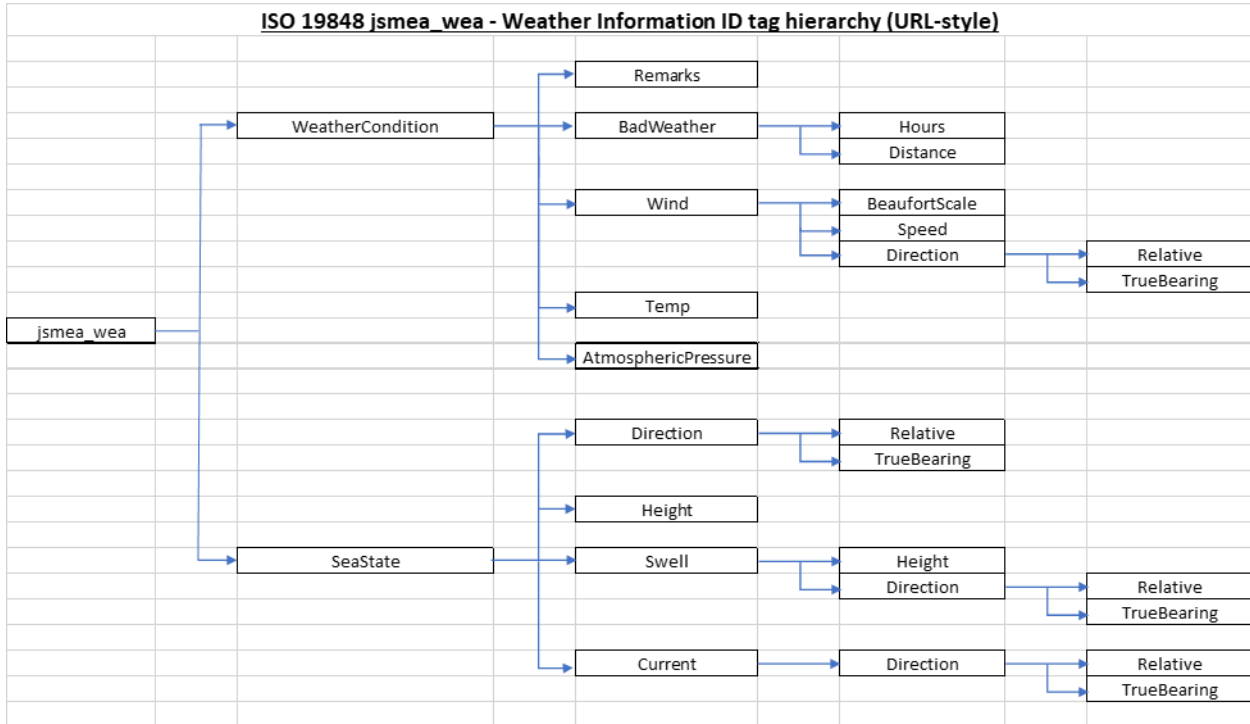 ISO 19848 jsmea_wea - Weather Information ID tag hierarchy (URL-style)
Remarks
WeatherCondition
BadWeather
Hours
Distance
Wind
BeaufortScale
Speed
Direction
Relative
TrueBearing
Temp
jsmea_wea
AtmosphericPressure
Direction
Relative
TrueBearing
Height
SeaState
Swell
Height
Direction
Relative
TrueBearing
Current
Direction
Relative
TrueBearing